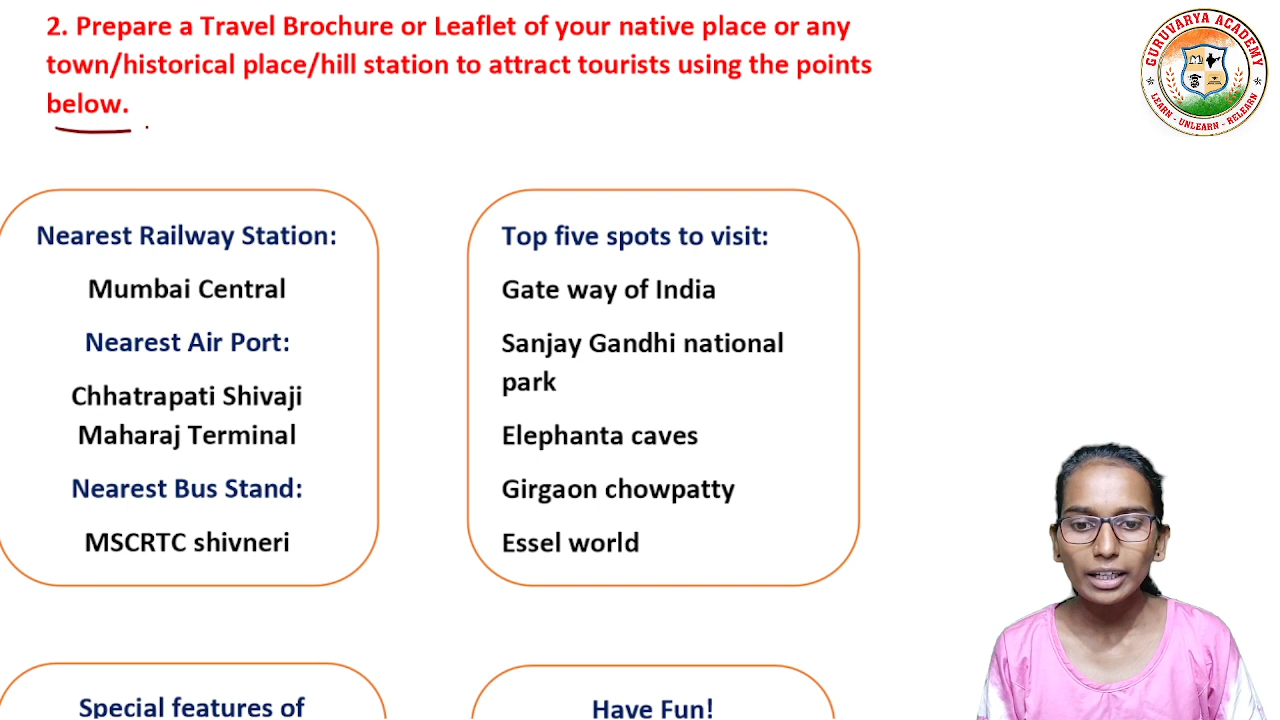 2. Prepare a Travel Brochure or Leaflet of your native place or any
town/historical place/hill station to attract tourists using the points
below.
GURUVARYA ACADEMY
LEARN - UNLEARN - RELEARN
Nearest Railway Station:
Mumbai Central
Nearest Air Port:
Chhatrapati Shivaji
Maharaj Terminal
Nearest Bus Stand:
MSCRTC shivneri
Top five spots to visit:
Gate way of India
Sanjay Gandhi national
park
Elephanta caves
Girgaon chowpatty
Essel world
Special features of
Have Fun!